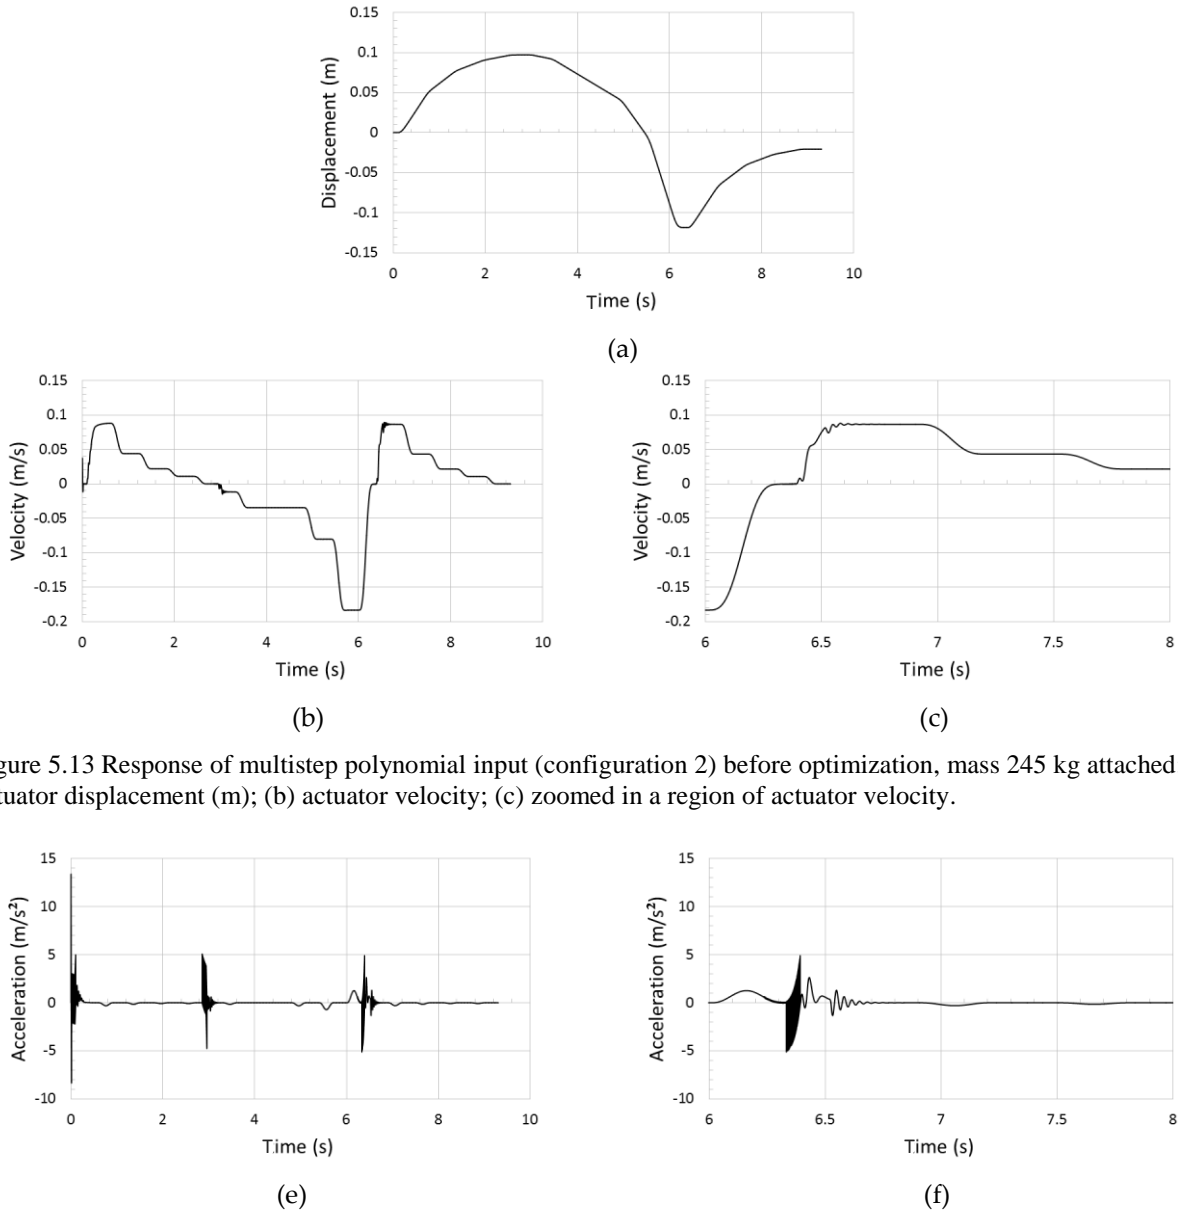 0.15
0.1
0.05
0
-0.05
-0.1
-0.15
Displacement (m)
0 2 4 6 8 10
Time (s)
(a)
0.15
0.1
0.05
0
-0.05
-0.1
-0.15
-0.2
Velocity (m/s)
0 2 4 6 8 10
Time (s)
(b)
0.15
0.1
0.05
0
-0.05
-0.1
-0.15
-0.2
Velocity (m/s)
6 6.5 7 7.5 8
Time (s)
(c)
gure 5.13 Response of multistep polynomial input (configuration 2) before optimization, mass 245 kg attached
tuator displacement (m); (b) actuator velocity; (c) zoomed in a region of actuator velocity.
15
10
5
0
-5
-10
Acceleration (m/s²)
0 2 4 6 8 10
Time (s)
(e)
15
10
5
0
-5
-10
Acceleration (m/s²)
6 6.5 7 7.5 8
Time (s)
(f)